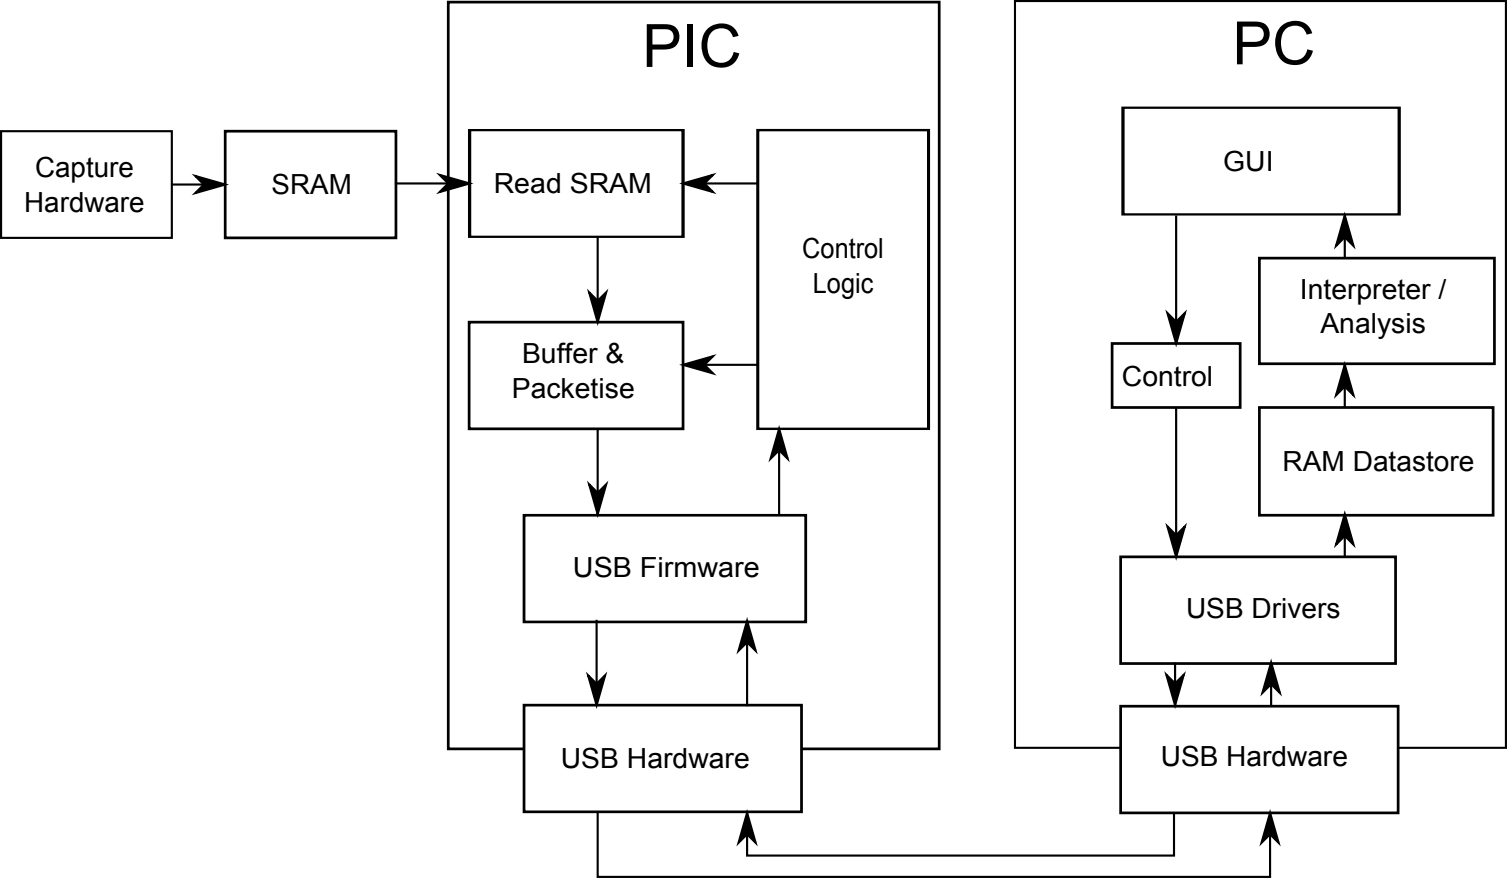 PIC
PC
Capture
Hardware
SRAM
Read SRAM
Control
Logic
Buffer &
Packetise
USB Firmware
USB Hardware
GUI
Interpreter /
Analysis
Control
RAM Datastore
USB Drivers
USB Hardware